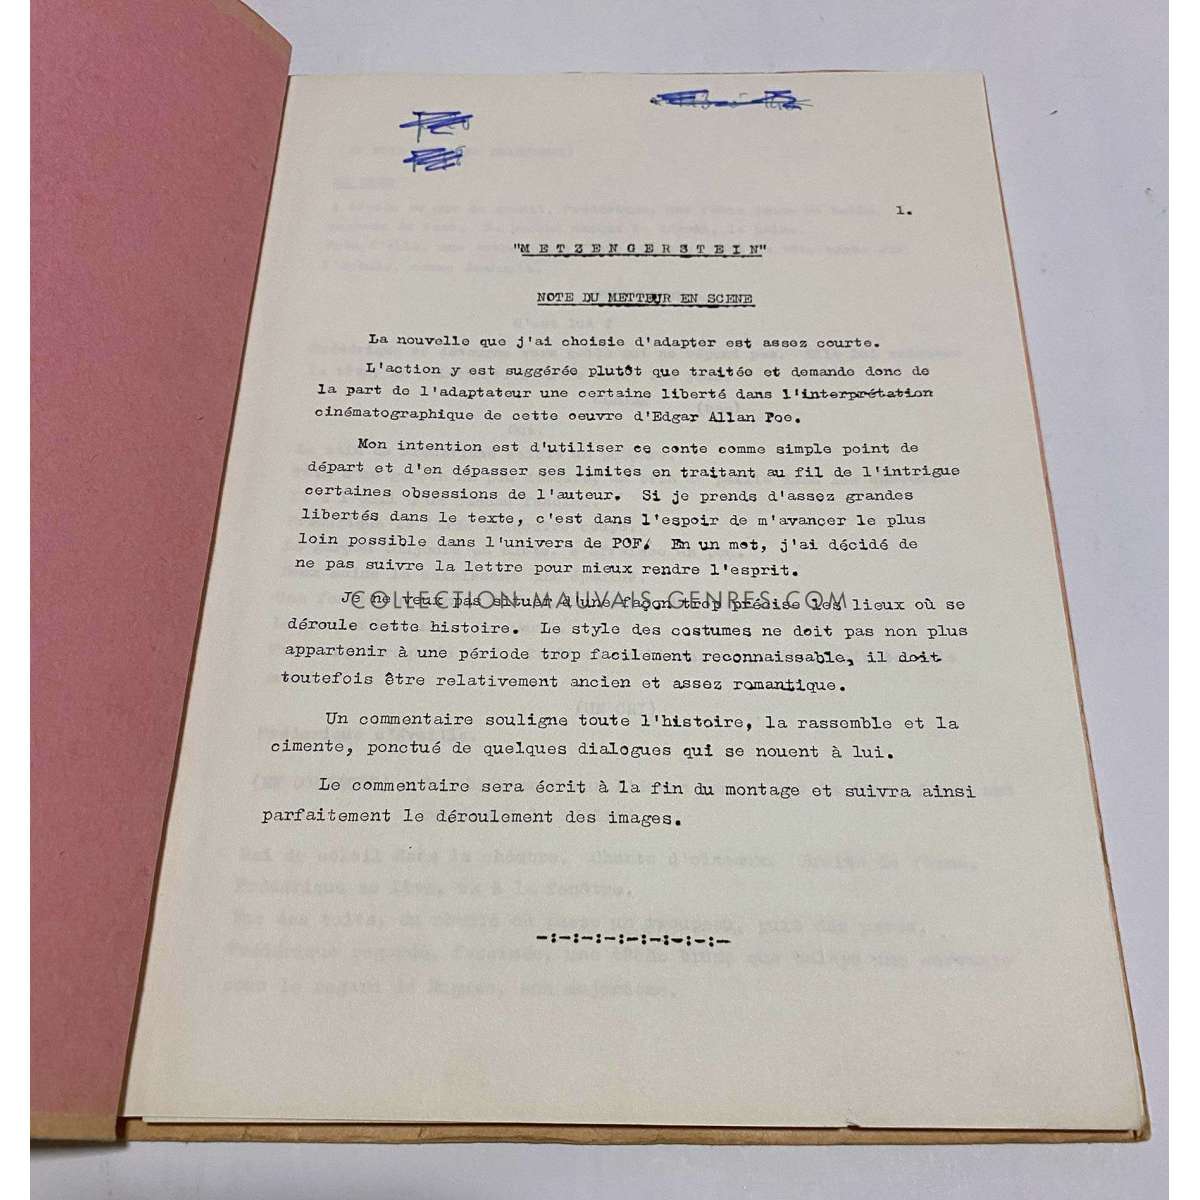 1.
"METZENGERSTEIN"
NOTE DU METTEUR EN SCENE
La nouvelle que j'ai choisie d'adapter est assez courte.
L'action y est suggérée plutôt que traitée et demande donc de
la part de l'adaptateur une certaine liberté dans l'interprétation
cinématographique de cette oeuvre d'Edgar Allan Poe.
Mon intention est d'utiliser ce conte comme simple point de
départ et d'en dépasser ses limites en traitant au fil de l'intrigue
certaines obsessions de l'auteur. Si je prends d'assez grandes
libertés dans le texte, c'est dans l'espoir de m'avancer le plus
loin possible dans l'univers de POE. En un mot, j'ai décidé de
ne pas suivre la lettre pour mieux rendre l'esprit.
COLLECTION-MAUVAIS-GENRES.COM
Je ne veux pas situer d'une façon trop précise les lieux où se
déroule cette histoire. Le style des costumes ne doit pas non plus
appartenir à une période trop facilement reconnaissable, il doit
toutefois être relativement ancien et assez romantique.
Un commentaire souligne toute l'histoire, la rassemble et la
cimente, ponctué de quelques dialogues qui se nouent à lui.
Le commentaire sera écrit à la fin du montage et suivra ainsi
parfaitement le déroulement des images.
-:-:-:-:-:-:-:-:-:-